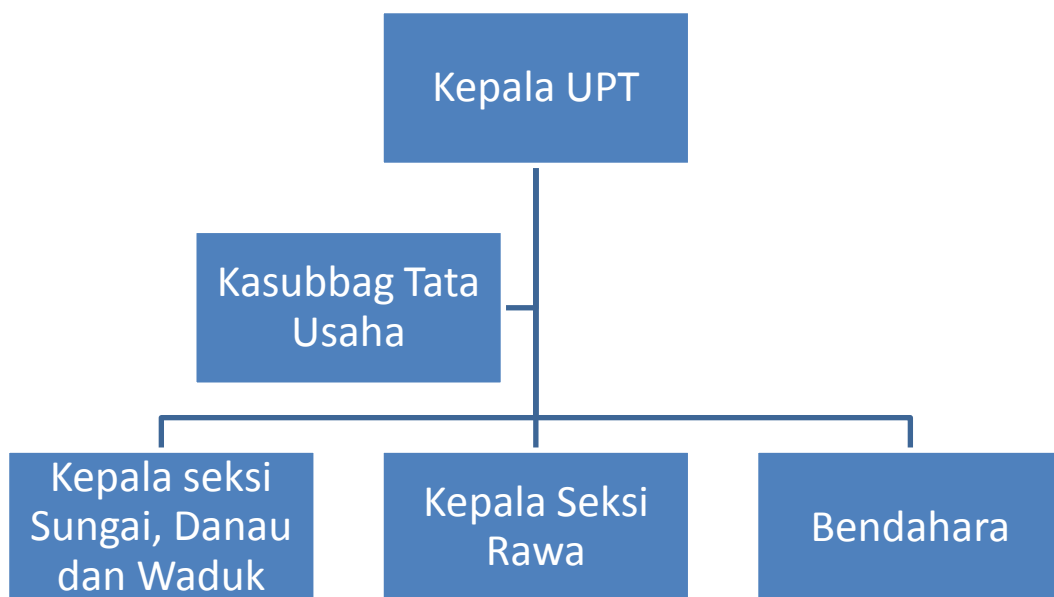 Kepala UPT
Kasubbag Tata
Usaha
Kepala seksi
Sungai, Danau
dan Waduk
Kepala Seksi
Rawa
Bendahara